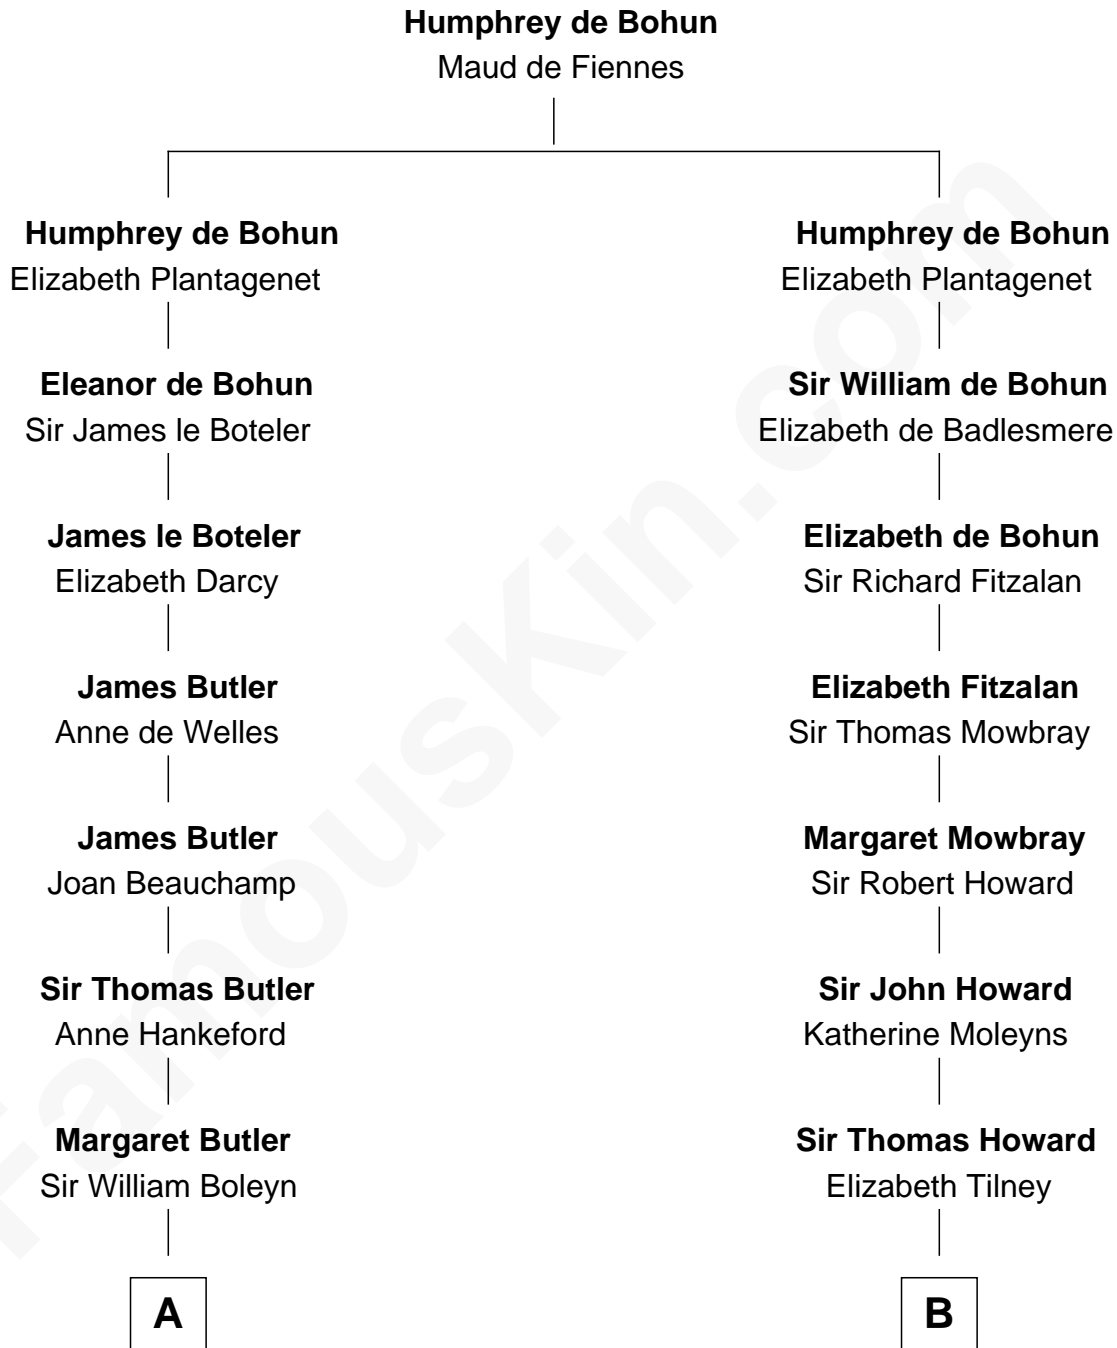 Humphrey de Bohun
Maud de Fiennes
Humphrey de Bohun
Elizabeth Plantagenet
Eleanor de Bohun
Sir James le Boteler
James le Boteler
Elizabeth Darcy
James Butler
Anne de Welles
James Butler
Joan Beauchamp
Sir Thomas Butler
Anne Hankeford
Margaret Butler
Sir William Boleyn
A
Humphrey de Bohun
Elizabeth Plantagenet
Sir William de Bohun
Elizabeth de Badlesmere
Elizabeth de Bohun
Sir Richard Fitzalan
Elizabeth Fitzalan
Sir Thomas Mowbray
Margaret Mowbray
Sir Robert Howard
Sir John Howard
Katherine Moleyns
Sir Thomas Howard
Elizabeth Tilney
B
FamousKin.com